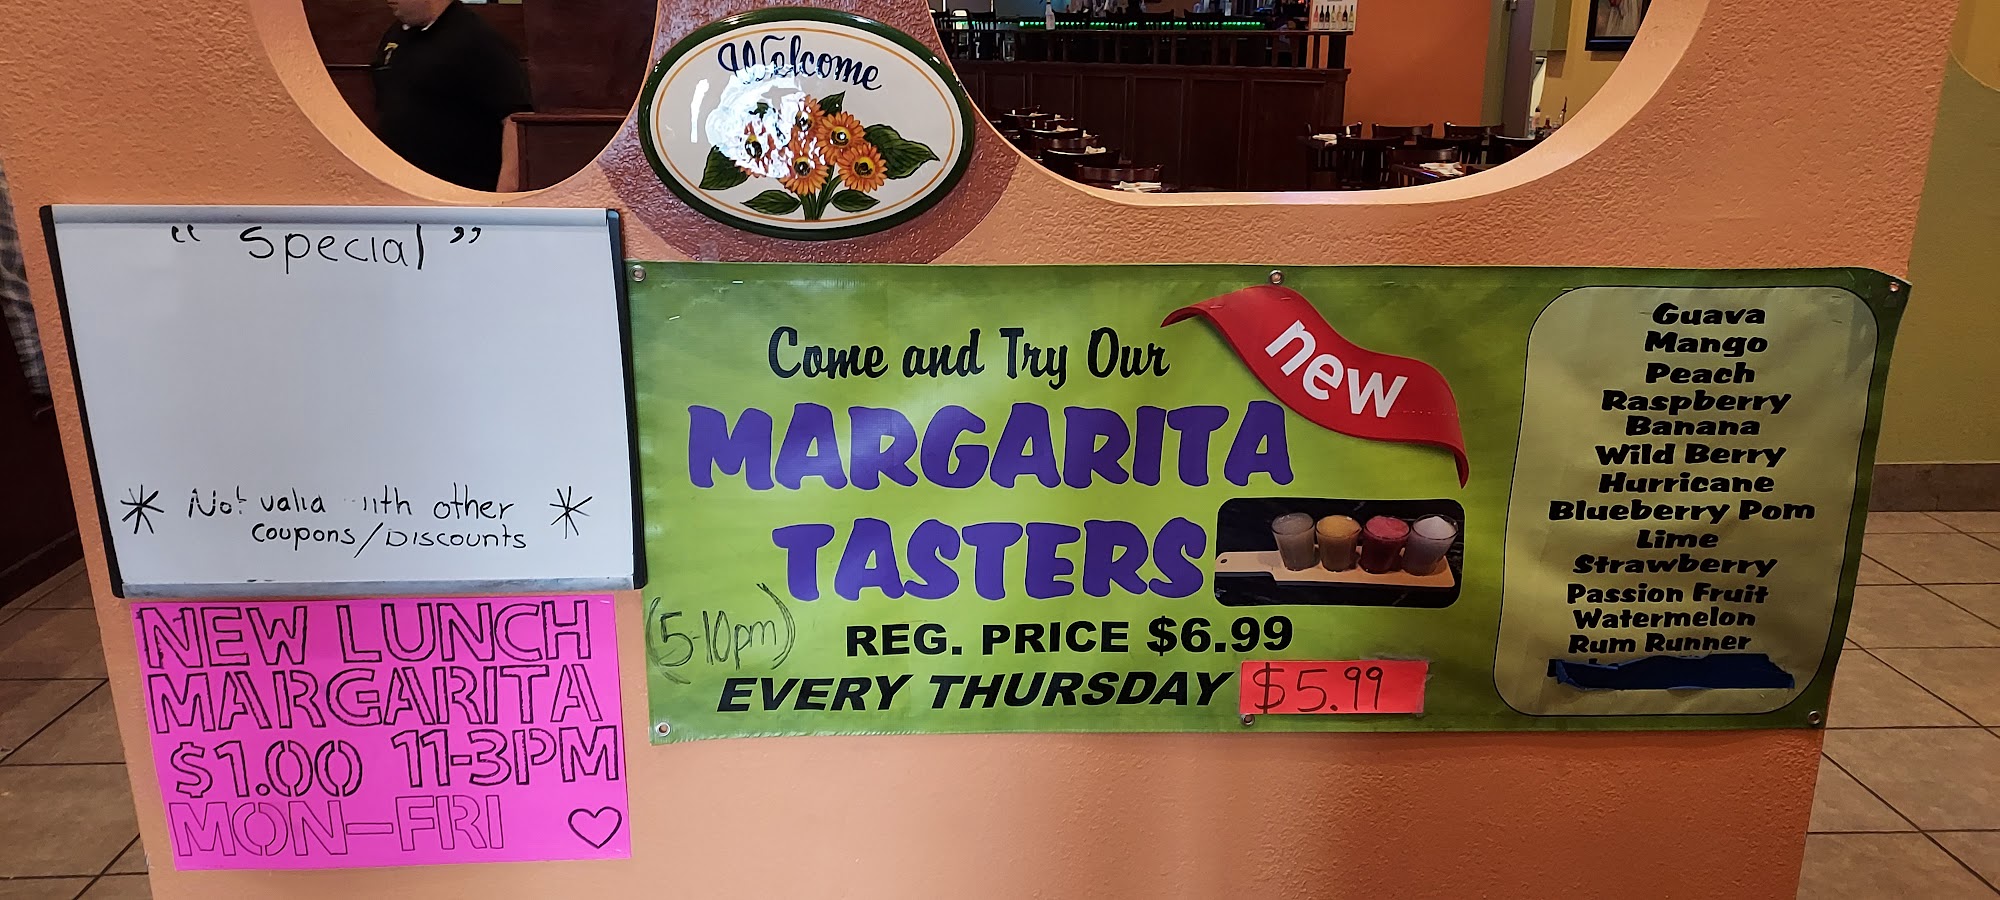 Welcome
" Special "
* Not valid with other *
Coupons/Discounts
NEW LUNCH
MARGARITA
$1.00 11-3PM
MON-FRI
Come and Try Our
new
MARGARITA
TASTERS
(5-10pm)
REG. PRICE $6.99
EVERY THURSDAY $5.99
Guava
Mango
Peach
Raspberry
Banana
Wild Berry
Hurricane
Blueberry Pom
Lime
Strawberry
Passion Fruit
Watermelon
Rum Runner